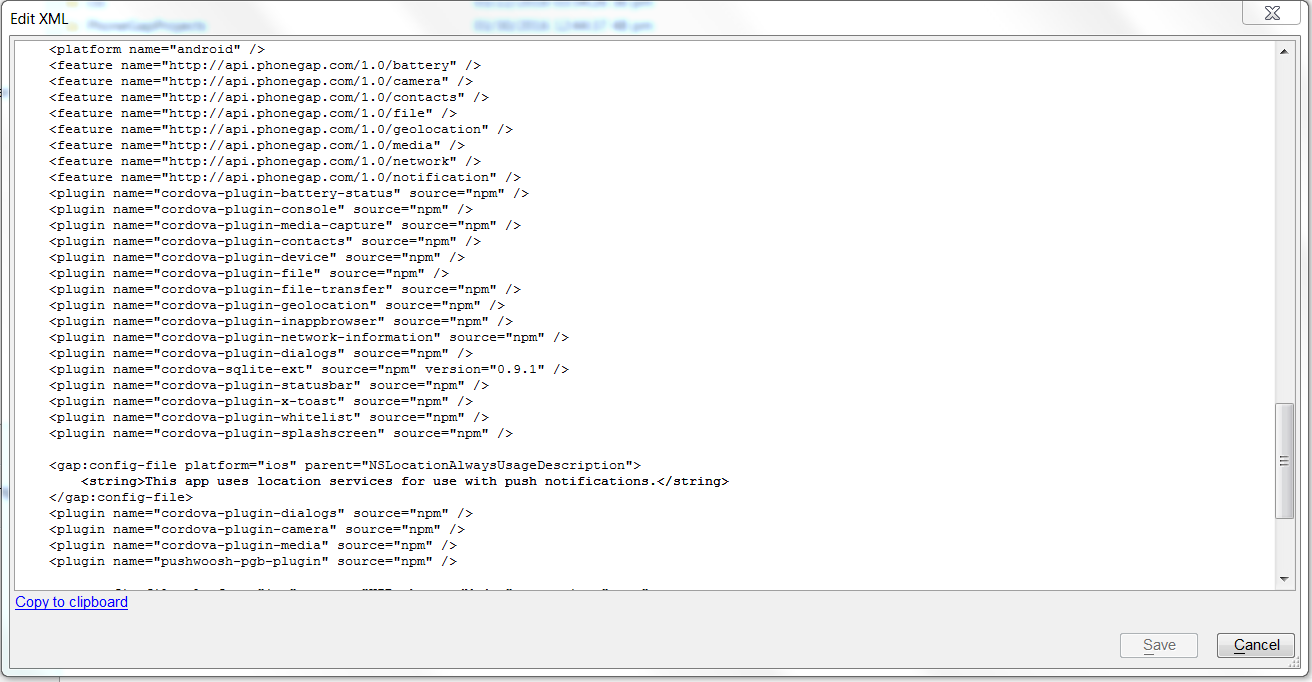 Edit XML
PhoneGapProjects
<platform name="android" />
<feature name="http://api.phonegap.com/1.0/battery" />
<feature name="http://api.phonegap.com/1.0/camera" />
<feature name="http://api.phonegap.com/1.0/contacts" />
<feature name="http://api.phonegap.com/1.0/file" />
<feature name="http://api.phonegap.com/1.0/geolocation" />
<feature name="http://api.phonegap.com/1.0/media" />
<feature name="http://api.phonegap.com/1.0/network" />
<feature name="http://api.phonegap.com/1.0/notification" />
<plugin name="cordova-plugin-battery-status" source="npm" />
<plugin name="cordova-plugin-console" source="npm" />
<plugin name="cordova-plugin-media-capture" source="npm" />
<plugin name="cordova-plugin-contacts" source="npm" />
<plugin name="cordova-plugin-device" source="npm" />
<plugin name="cordova-plugin-file" source="npm" />
<plugin name="cordova-plugin-file-transfer" source="npm" />
<plugin name="cordova-plugin-geolocation" source="npm" />
<plugin name="cordova-plugin-inappbrowser" source="npm" />
<plugin name="cordova-plugin-network-information" source="npm" />
<plugin name="cordova-plugin-dialogs" source="npm" />
<plugin name="cordova-sqlite-ext" source="npm" version="0.9.1" />
<plugin name="cordova-plugin-statusbar" source="npm" />
<plugin name="cordova-plugin-x-toast" source="npm" />
<plugin name="cordova-plugin-whitelist" source="npm" />
<plugin name="cordova-plugin-splashscreen" source="npm" />
<gap:config-file platform="ios" parent="NSLocationAlwaysUsageDescription">
<string>This app uses location services for use with push notifications.</string>
</gap:config-file>
<plugin name="cordova-plugin-dialogs" source="npm" />
<plugin name="cordova-plugin-camera" source="npm" />
<plugin name="cordova-plugin-media" source="npm" />
<plugin name="pushwoosh-pgb-plugin" source="npm" />
Copy to clipboard
Save
Cancel